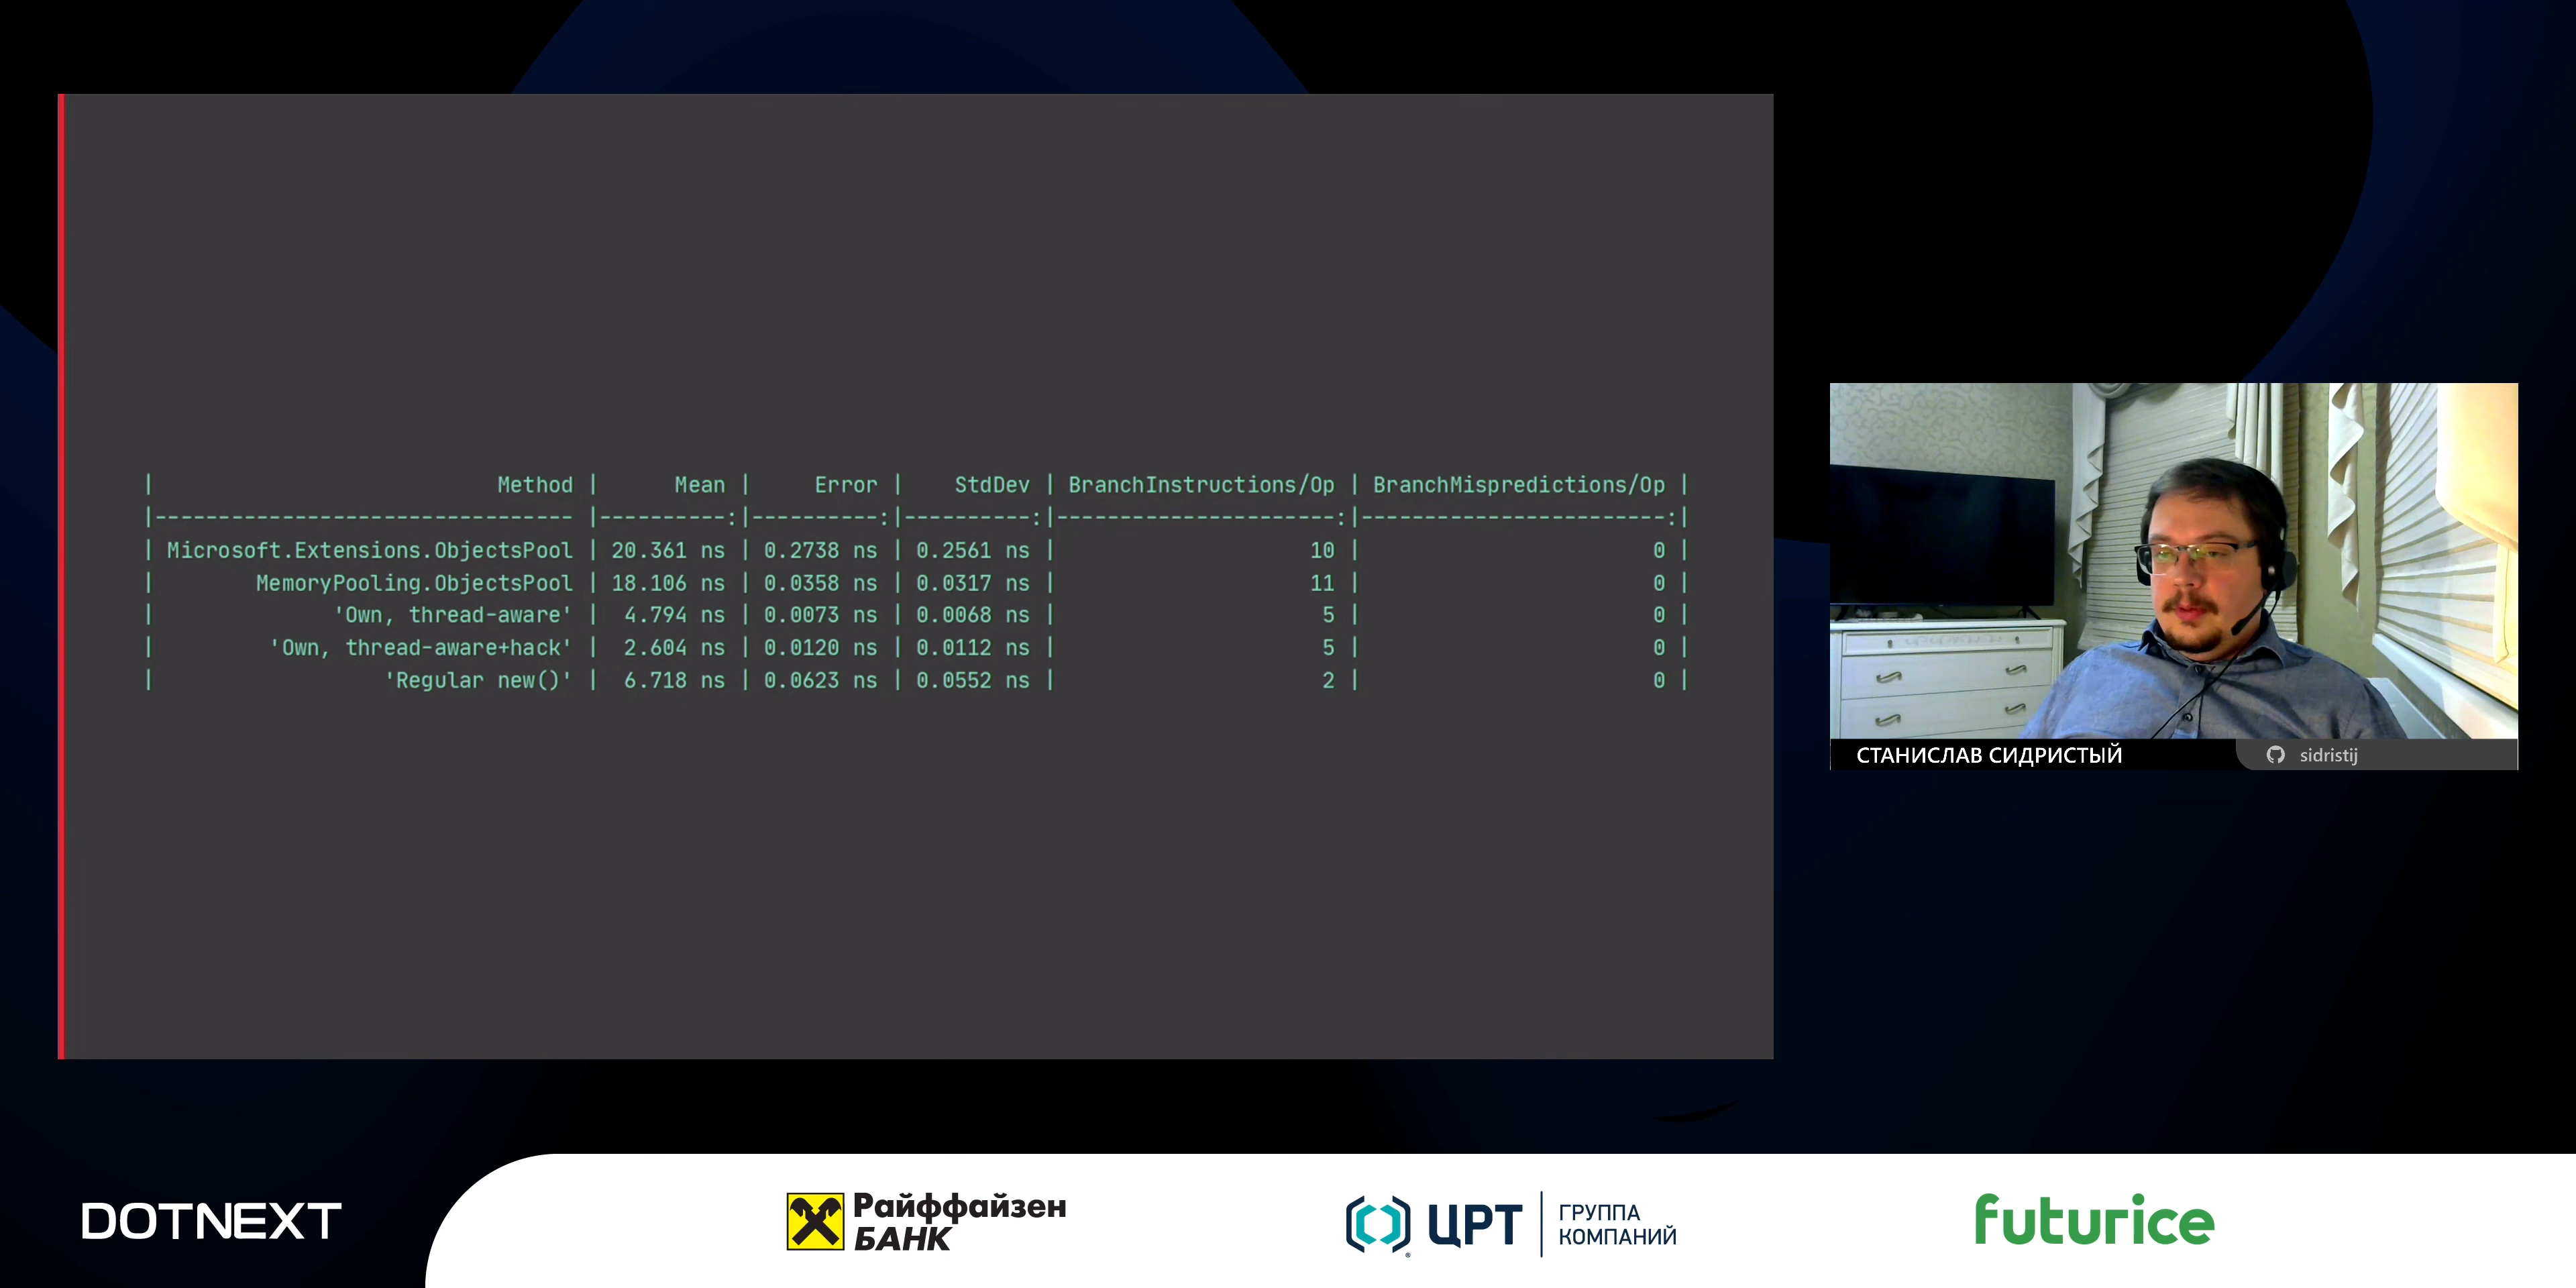 | Method | Mean | Error | StdDev | BranchInstructions/Op | BranchMispredictions/Op |
|--------------------------------- |----------:|----------:|----------:|----------------------:|------------------------:|
| Microsoft.Extensions.ObjectsPool | 20.361 ns | 0.2738 ns | 0.2561 ns | 10 | 0 |
| MemoryPooling.ObjectsPool | 18.106 ns | 0.0358 ns | 0.0317 ns | 11 | 0 |
| 'Own, thread-aware' | 4.794 ns | 0.0073 ns | 0.0068 ns | 5 | 0 |
| 'Own, thread-aware+hack' | 2.604 ns | 0.0120 ns | 0.0112 ns | 5 | 0 |
| 'Regular new()' | 6.718 ns | 0.0623 ns | 0.0552 ns | 2 | 0 |
СТАНИСЛАВ СИДРИСТЫЙ
sidristij
DOTNEXT
Райффайзен
БАНК
ЦРТ
ГРУППА
КОМПАНИЙ
futurice